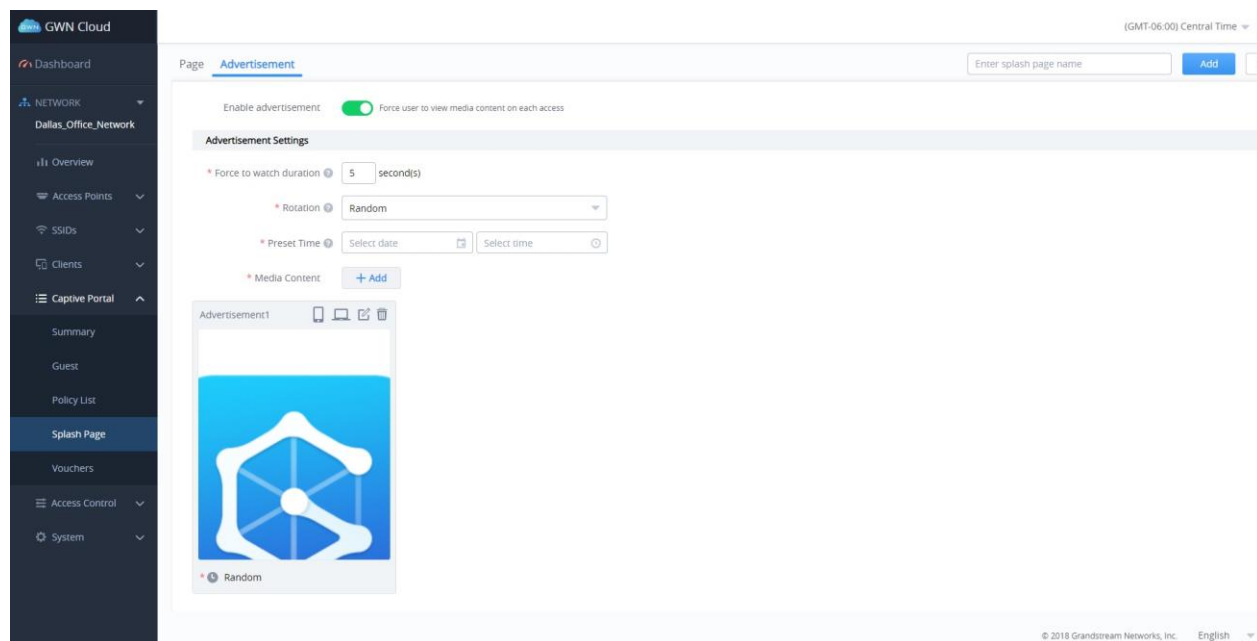 GWN GWN Cloud
(GMT-06:00) Central Time
Dashboard
Page Advertisement
Enter splash page name
Add
NETWORK
Dallas_Office_Network
Enable advertisement
Force user to view media content on each access
Advertisement Settings
Overview
* Force to watch duration 5 second(s)
Access Points
* Rotation Random
SSIDs
* Preset Time Select date Select time
Clients
* Media Content + Add
Captive Portal
Advertisement1
Summary
Guest
Policy List
Splash Page
Vouchers
Access Control
System
* Random
© 2018 Grandstream Networks, Inc. English